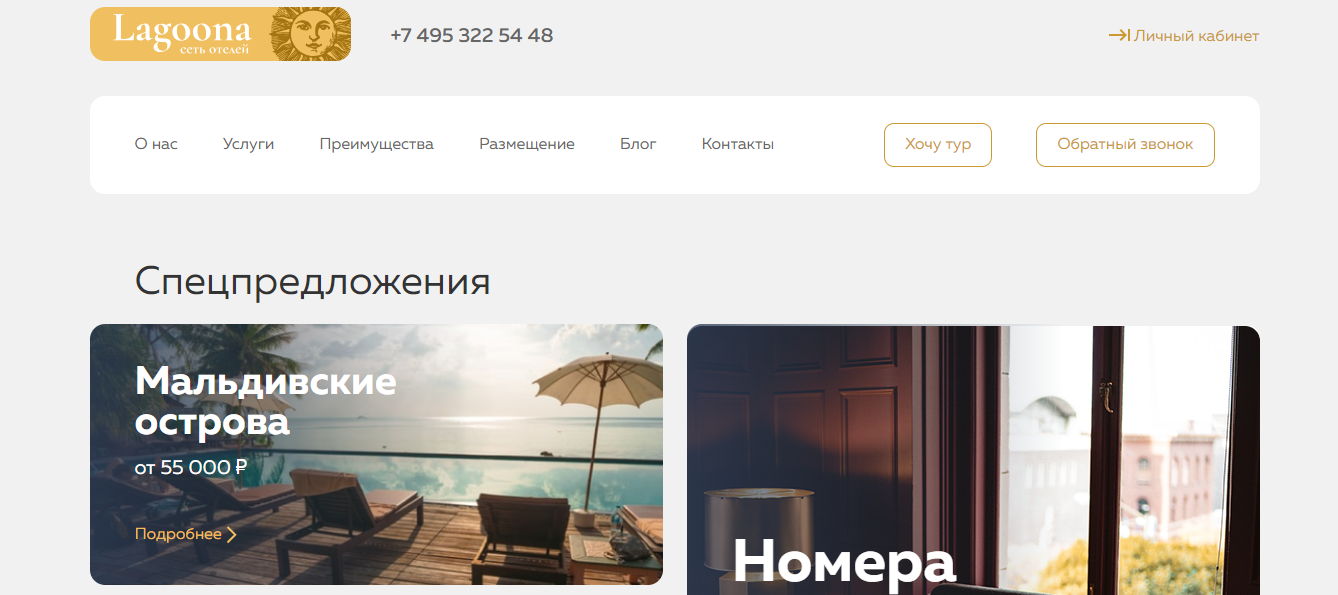 Lagoona
сеть отелей
+7 495 322 54 48
Личный кабинет
О нас Услуги Преимущества Размещение Блог Контакты Хочу тур Обратный звонок
Спецпредложения
Мальдивские
острова
от 55 000 ₽
Подробнее
Номера